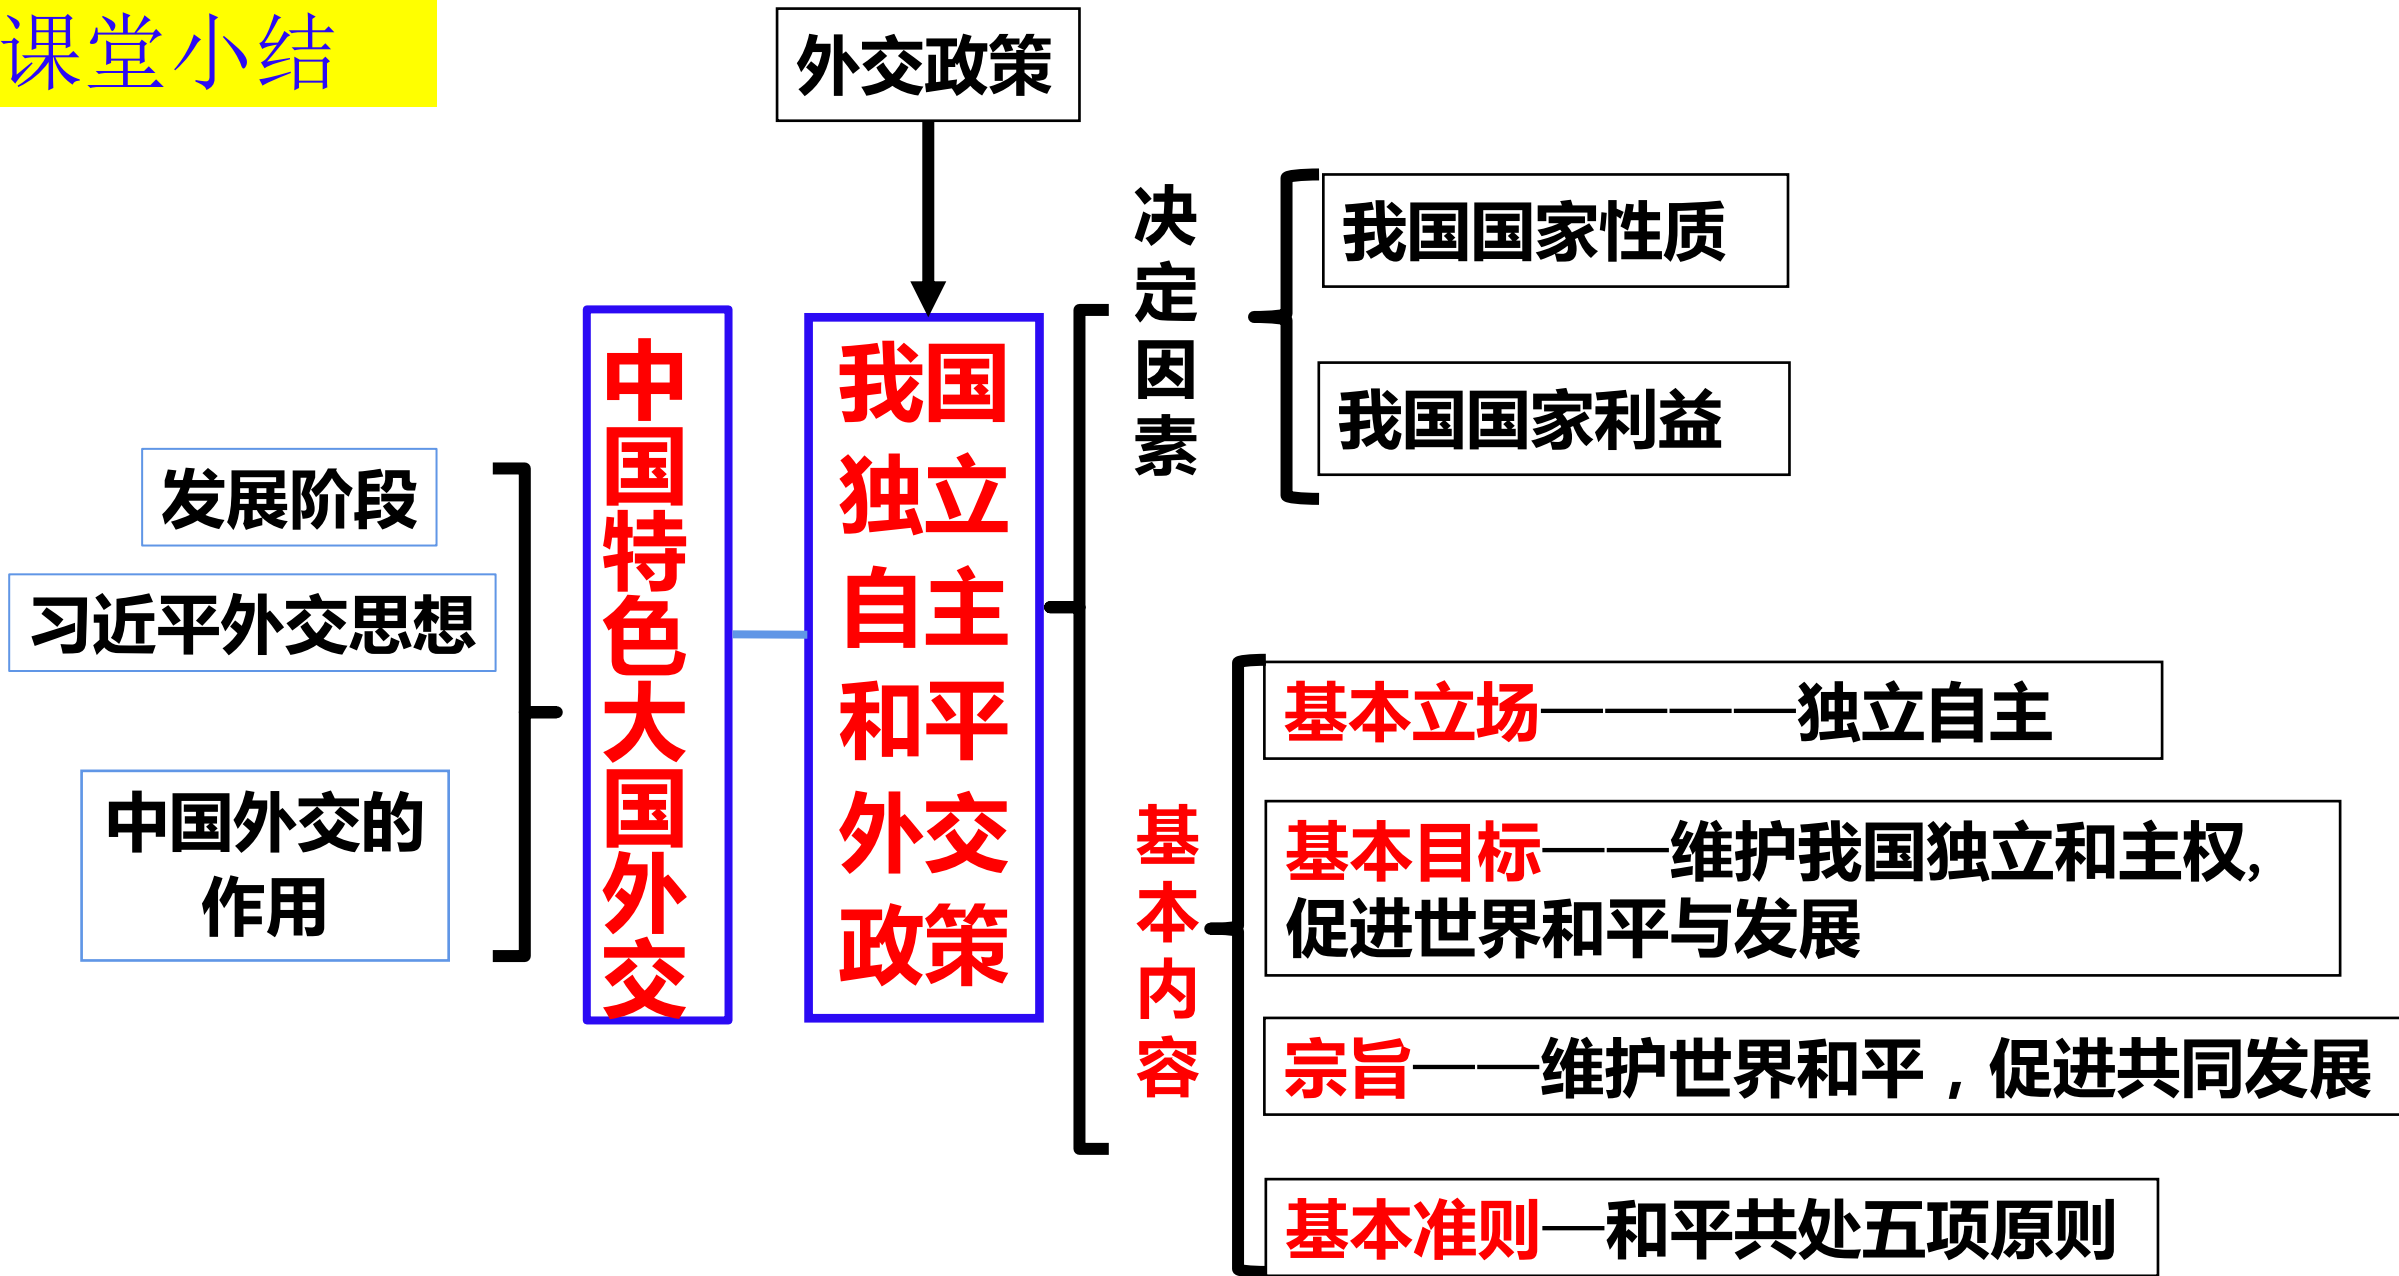 课堂小结
外交政策
发展阶段
习近平外交思想
中国外交的
作用
中国特色大国外交
我国
独立
自主
和平
外交
政策
决定因素
我国国家性质
我国国家利益
基本内容
基本立场————独立自主
基本目标——维护我国独立和主权,
促进世界和平与发展
宗旨——维护世界和平，促进共同发展
基本准则—和平共处五项原则